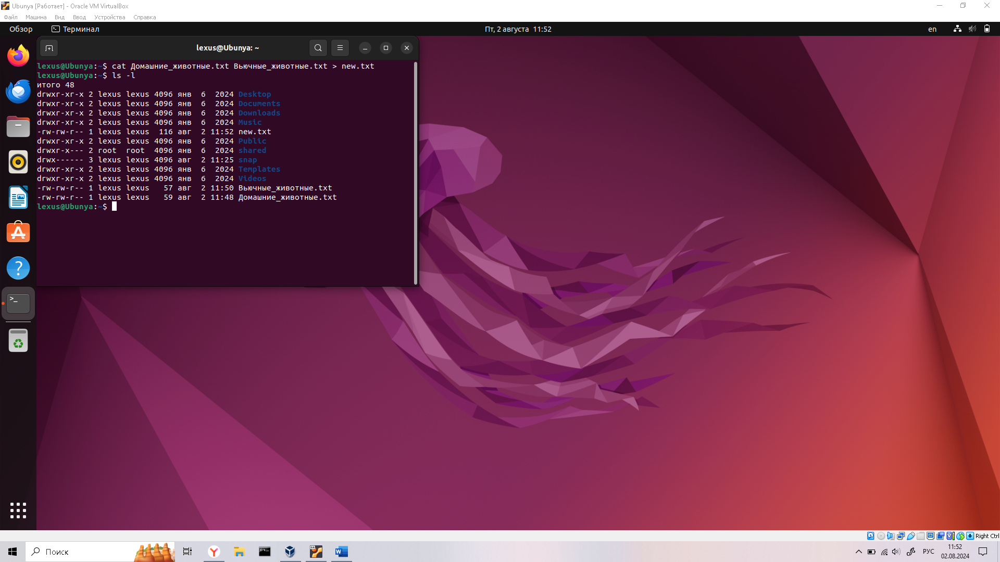 Ubunya [Работает] - Oracle VM VirtualBox
Файл Машина Вид Ввод Устройства Справка
Обзор Терминал Пт, 2 августа 11:52 en
lexus@Ubunya: ~
lexus@Ubunya:~$ cat Домашние_животные.txt Вьючные_животные.txt > new.txt
lexus@Ubunya:~$ ls -l
итого 48
drwxr-xr-x 2 lexus lexus 4096 янв  6  2024 Desktop
drwxr-xr-x 2 lexus lexus 4096 янв  6  2024 Documents
drwxr-xr-x 2 lexus lexus 4096 янв  6  2024 Downloads
drwxr-xr-x 2 lexus lexus 4096 янв  6  2024 Music
-rw-rw-r-- 1 lexus lexus  116 авг  2 11:52 new.txt
drwxr-xr-x 2 lexus lexus 4096 янв  6  2024 Public
drwxr-x--- 2 root  root  4096 янв  6  2024 shared
drwx------ 3 lexus lexus 4096 авг  2 11:25 snap
drwxr-xr-x 2 lexus lexus 4096 янв  6  2024 Templates
drwxr-xr-x 2 lexus lexus 4096 янв  6  2024 Videos
-rw-rw-r-- 1 lexus lexus   57 авг  2 11:50 Вьючные_животные.txt
-rw-rw-r-- 1 lexus lexus   59 авг  2 11:48 Домашние_животные.txt
lexus@Ubunya:~$
Right Ctrl
Поиск
РУС
11:52
02.08.2024